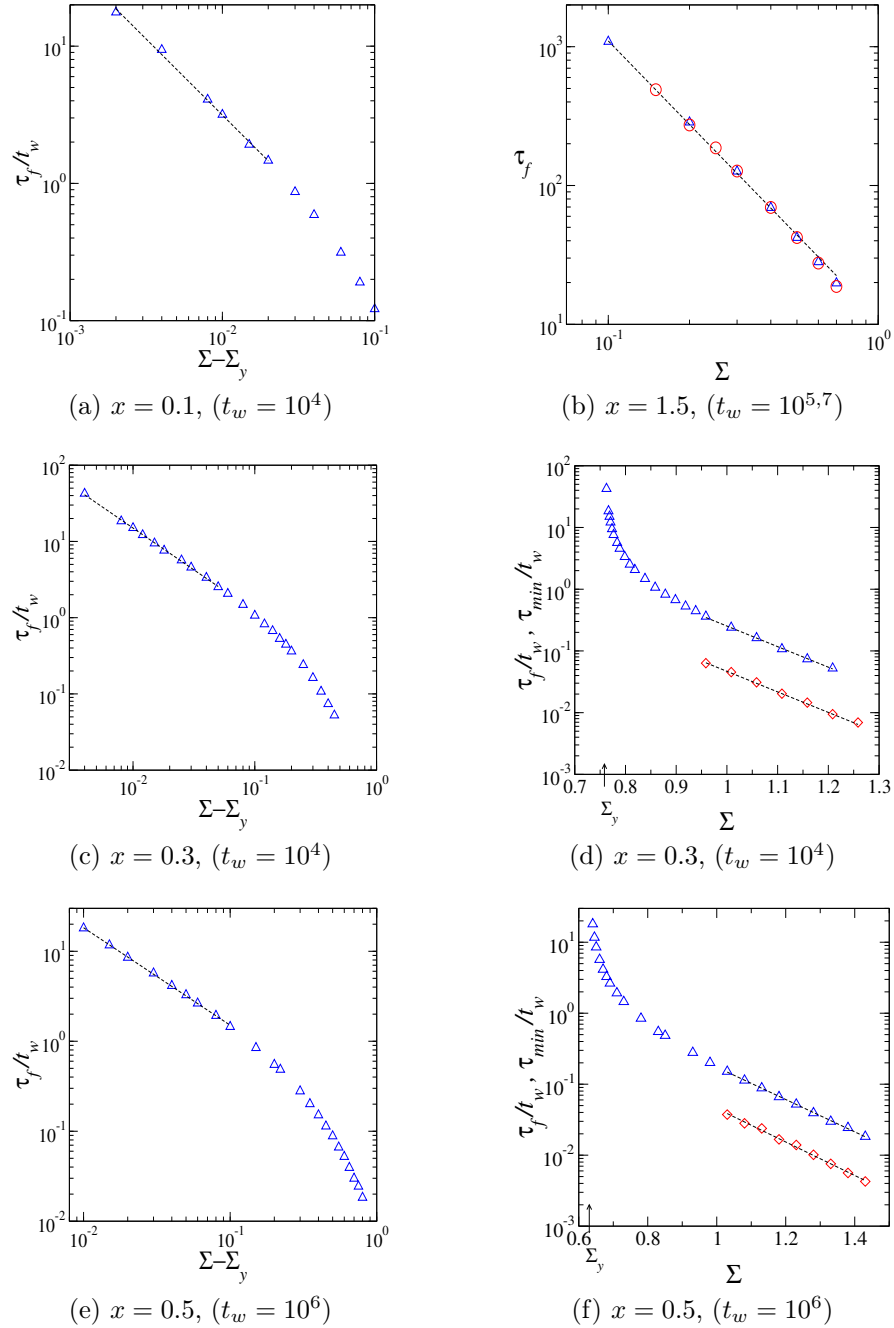 10^1
10^0
10^-1
τ_f/t_w
10^-3
10^-2
10^-1
Σ−Σ_y
(a) x = 0.1, (t_w = 10^4)
10^3
10^2
10^1
τ_f
10^-1
10^0
Σ
(b) x = 1.5, (t_w = 10^{5,7})
10^2
10^1
10^0
10^-1
10^-2
τ_f/t_w
10^-2
10^-1
10^0
Σ−Σ_y
(c) x = 0.3, (t_w = 10^4)
10^2
10^1
10^0
10^-1
10^-2
10^-3
τ_f/t_w, τ_min/t_w
0.7 0.8 0.9 1 1.1 1.2 1.3
Σ_y
Σ
(d) x = 0.3, (t_w = 10^4)
10^1
10^0
10^-1
10^-2
τ_f/t_w
10^-2
10^-1
10^0
Σ−Σ_y
(e) x = 0.5, (t_w = 10^6)
10^1
10^0
10^-1
10^-2
10^-3
τ_f/t_w, τ_min/t_w
0.6 0.8 1 1.2 1.4
Σ_y
Σ
(f) x = 0.5, (t_w = 10^6)